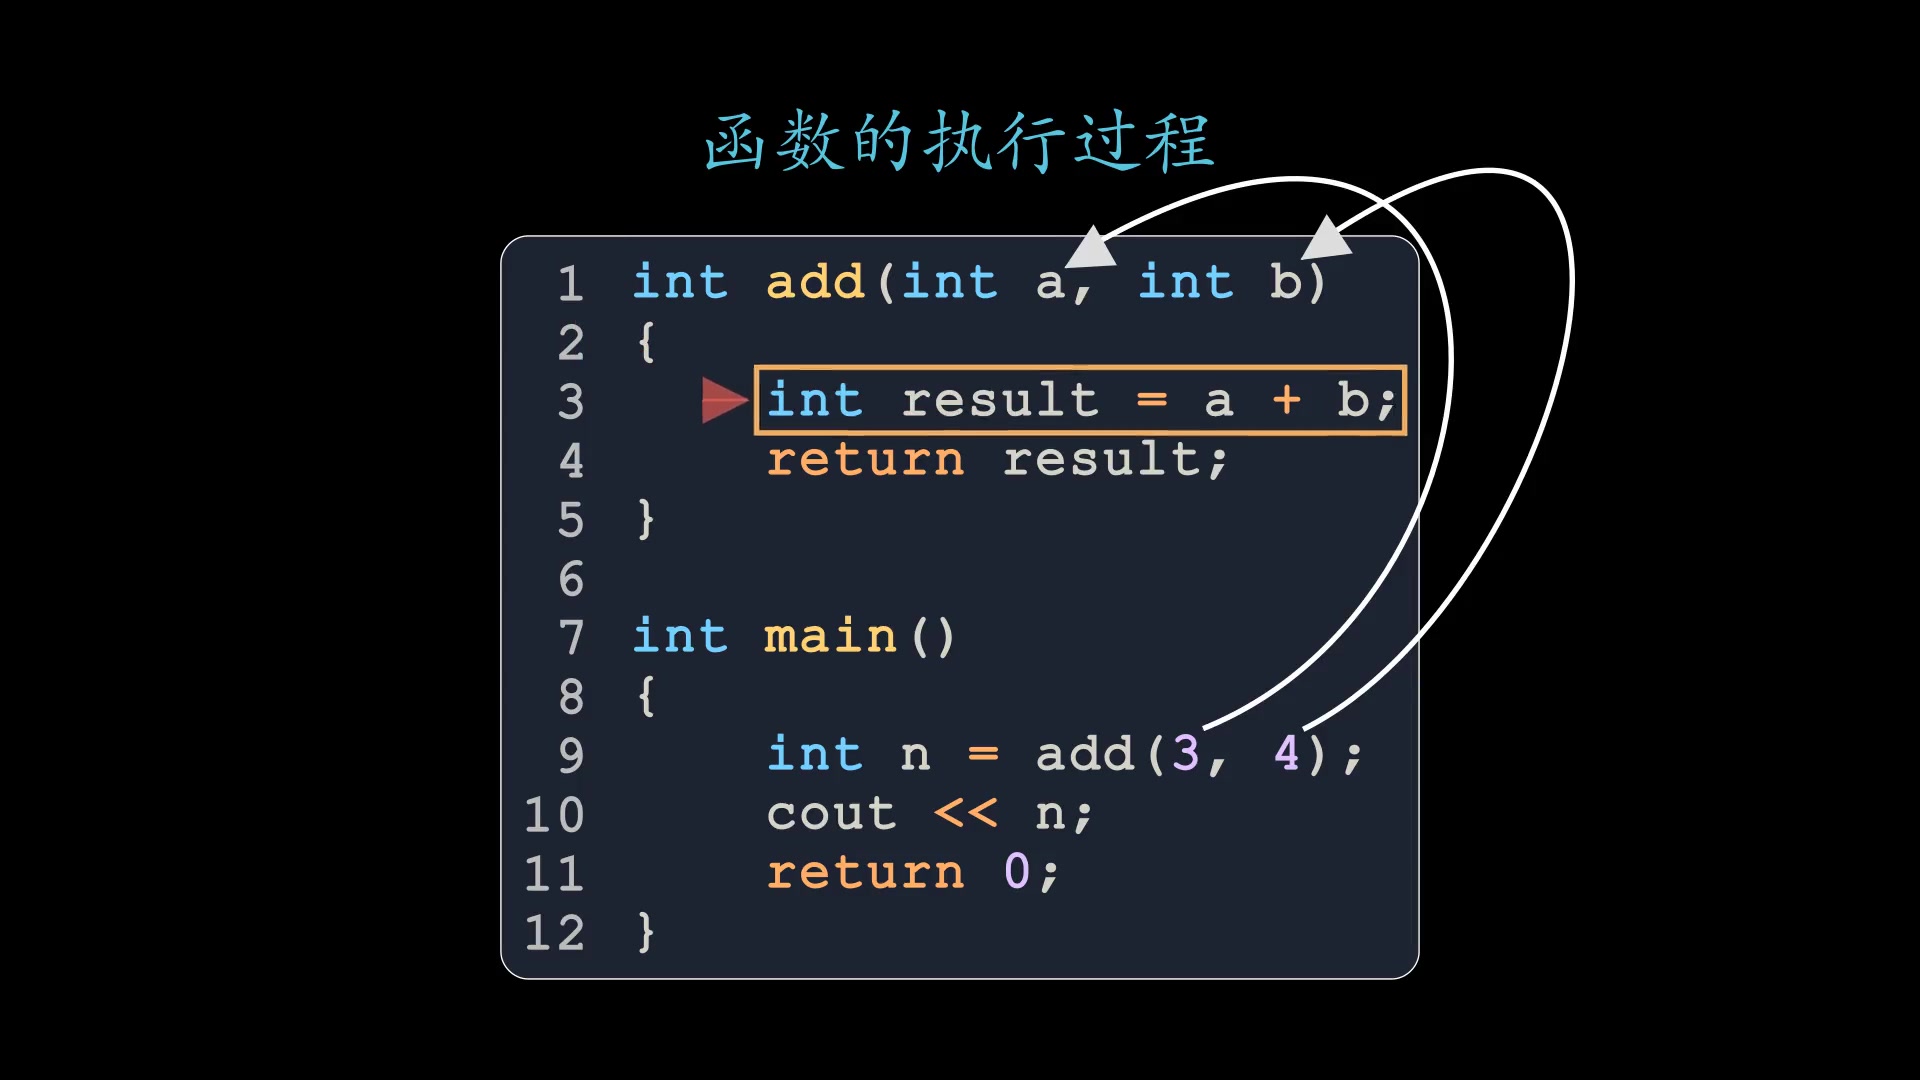 函数的执行过程
1 int add(int a, int b)
2 {
3 int result = a + b;
4 return result;
5 }
6
7 int main()
8 {
9 int n = add(3, 4);
10 cout << n;
11 return 0;
12 }